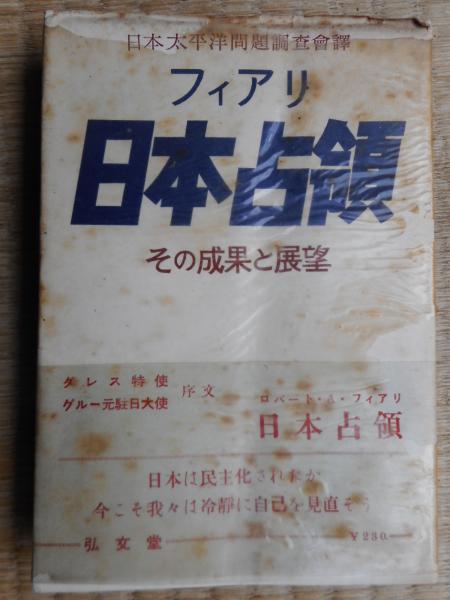 日本太平洋問題調査會譯
フィアリ
日本占領
その成果と展望
ダレス特使
グルー元駐日大使
序文
ロバート・A・フィアリ
日本占領
日本は民主化されたか
今こそ我々は冷靜に自己を見直そう
弘文堂
￥230.